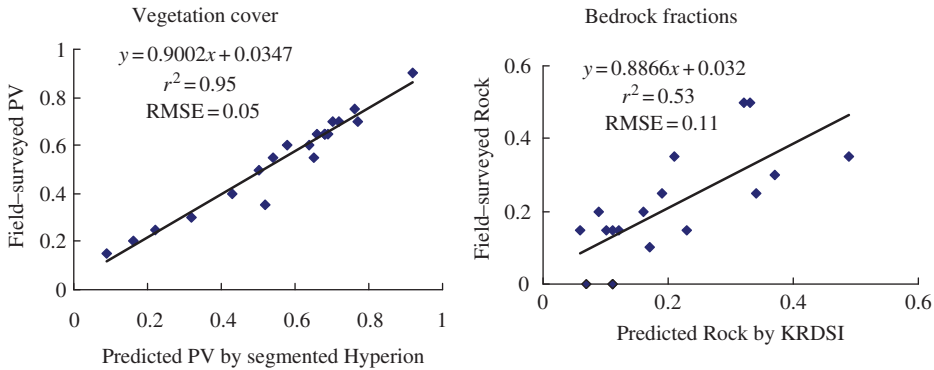 Vegetation cover
y = 0.9002x + 0.0347
r² = 0.95
RMSE = 0.05
Field–surveyed PV
1
0.8
0.6
0.4
0.2
0
0
0.2
0.4
0.6
0.8
1
Predicted PV by segmented Hyperion
Bedrock fractions
y = 0.8866x + 0.032
r² = 0.53
RMSE = 0.11
Field–surveyed Rock
0.6
0.4
0.2
0
0
0.2
0.4
0.6
Predicted Rock by KRDSI